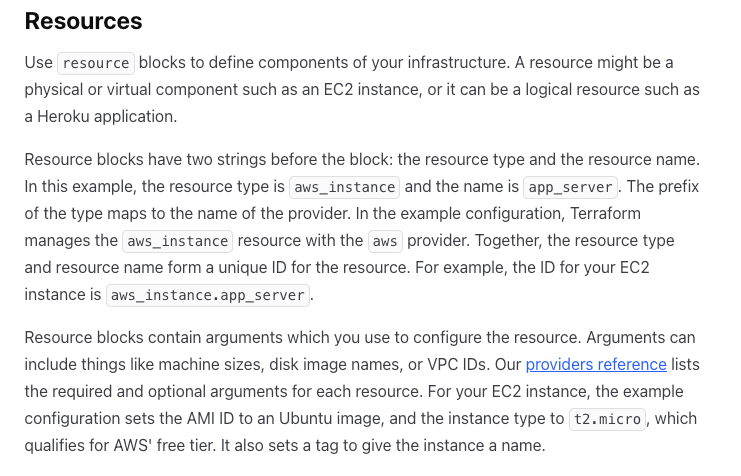 Resources
Use resource blocks to define components of your infrastructure. A resource might be a
physical or virtual component such as an EC2 instance, or it can be a logical resource such as
a Heroku application.
Resource blocks have two strings before the block: the resource type and the resource name.
In this example, the resource type is aws_instance and the name is app_server. The prefix
of the type maps to the name of the provider. In the example configuration, Terraform
manages the aws_instance resource with the aws provider. Together, the resource type
and resource name form a unique ID for the resource. For example, the ID for your EC2
instance is aws_instance.app_server.
Resource blocks contain arguments which you use to configure the resource. Arguments can
include things like machine sizes, disk image names, or VPC IDs. Our providers reference lists
the required and optional arguments for each resource. For your EC2 instance, the example
configuration sets the AMI ID to an Ubuntu image, and the instance type to t2.micro, which
qualifies for AWS' free tier. It also sets a tag to give the instance a name.